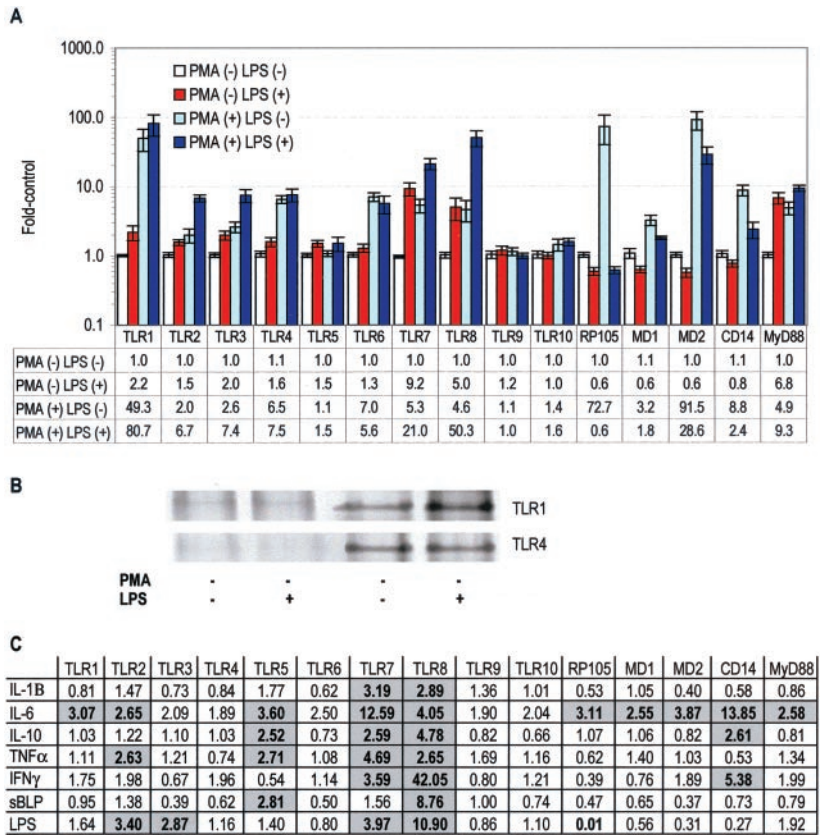 A
1000.0
100.0
10.0
1.0
0.1
Fold-control
PMA (-) LPS (-)
PMA (-) LPS (+)
PMA (+) LPS (-)
PMA (+) LPS (+)
TLR1 TLR2 TLR3 TLR4 TLR5 TLR6 TLR7 TLR8 TLR9 TLR10 RP105 MD1 MD2 CD14 MyD88
PMA (-) LPS (-) 1.0 1.0 1.0 1.1 1.0 1.0 1.0 1.0 1.0 1.0 1.0 1.1 1.0 1.1 1.0
PMA (-) LPS (+) 2.2 1.5 2.0 1.6 1.5 1.3 9.2 5.0 1.2 1.0 0.6 0.6 0.6 0.8 6.8
PMA (+) LPS (-) 49.3 2.0 2.6 6.5 1.1 7.0 5.3 4.6 1.1 1.4 72.7 3.2 91.5 8.8 4.9
PMA (+) LPS (+) 80.7 6.7 7.4 7.5 1.5 5.6 21.0 50.3 1.0 1.6 0.6 1.8 28.6 2.4 9.3
B
TLR1
TLR4
PMA - - - -
LPS - + - +
C
TLR1 TLR2 TLR3 TLR4 TLR5 TLR6 TLR7 TLR8 TLR9 TLR10 RP105 MD1 MD2 CD14 MyD88
IL-1B 0.81 1.47 0.73 0.84 1.77 0.62 3.19 2.89 1.36 1.01 0.53 1.05 0.40 0.58 0.86
IL-6 3.07 2.65 2.09 1.89 3.60 2.50 12.59 4.05 1.90 2.04 3.11 2.55 3.87 13.85 2.58
IL-10 1.03 1.22 1.10 1.03 2.52 0.73 2.59 4.78 0.82 0.66 1.07 1.06 0.82 2.61 0.81
TNFα 1.11 2.63 1.21 0.74 2.71 1.08 4.69 2.65 1.69 1.16 0.62 1.40 1.03 0.53 1.34
IFNγ 1.75 1.98 0.67 1.96 0.54 1.14 3.59 42.05 0.80 1.21 0.39 0.76 1.89 5.38 1.99
sBLP 0.95 1.38 0.39 0.62 2.81 0.50 1.56 8.76 1.00 0.74 0.47 0.65 0.37 0.73 0.79
LPS 1.64 3.40 2.87 1.16 1.40 0.80 3.97 10.90 0.86 1.10 0.01 0.56 0.31 0.27 1.92